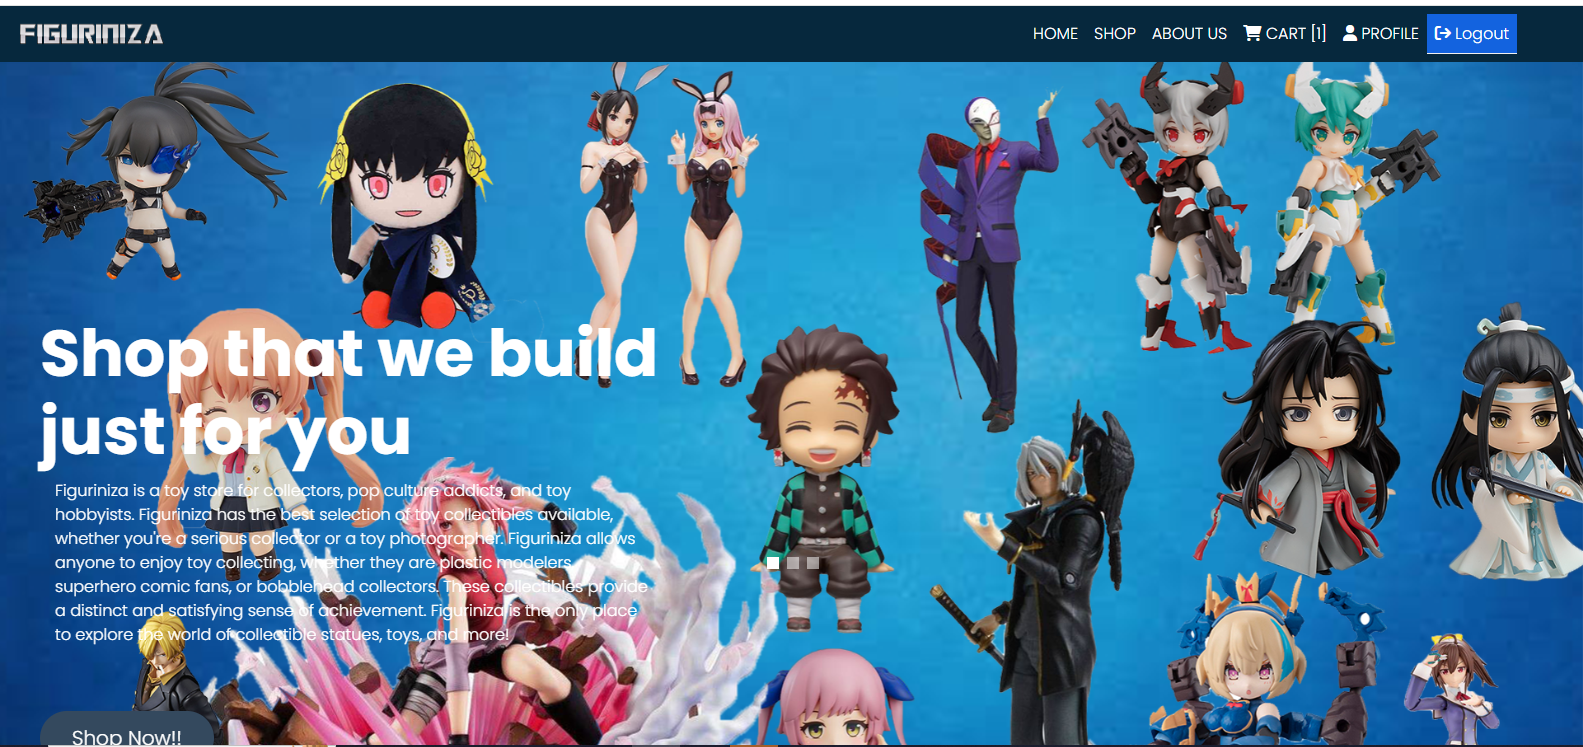 FIGURINIZA
HOME SHOP ABOUT US CART [1] PROFILE Logout
Shop that we build
just for you
Figuriniza is a toy store for collectors, pop culture addicts, and toy
hobbyists. Figuriniza has the best selection of toy collectibles available,
whether you're a serious collector or a toy photographer. Figuriniza allows
anyone to enjoy toy collecting, whether they are plastic modelers,
superhero comic fans, or bobblehead collectors. These collectibles provide
a distinct and satisfying sense of achievement. Figuriniza is the only place
to explore the world of collectible statues, toys, and more!
Shop Now!!